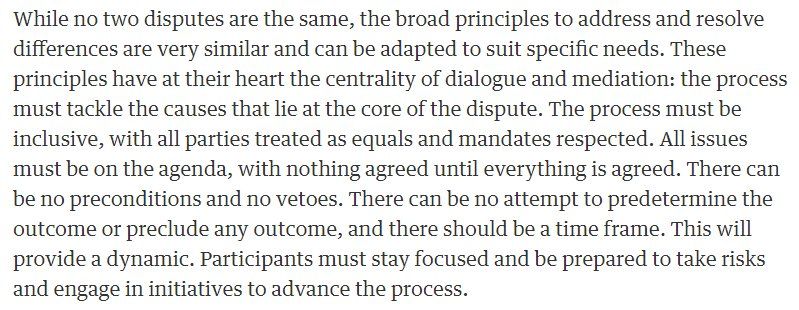 While no two disputes are the same, the broad principles to address and resolve
differences are very similar and can be adapted to suit specific needs. These
principles have at their heart the centrality of dialogue and mediation: the process
must tackle the causes that lie at the core of the dispute. The process must be
inclusive, with all parties treated as equals and mandates respected. All issues
must be on the agenda, with nothing agreed until everything is agreed. There can
be no preconditions and no vetoes. There can be no attempt to predetermine the
outcome or preclude any outcome, and there should be a time frame. This will
provide a dynamic. Participants must stay focused and be prepared to take risks
and engage in initiatives to advance the process.